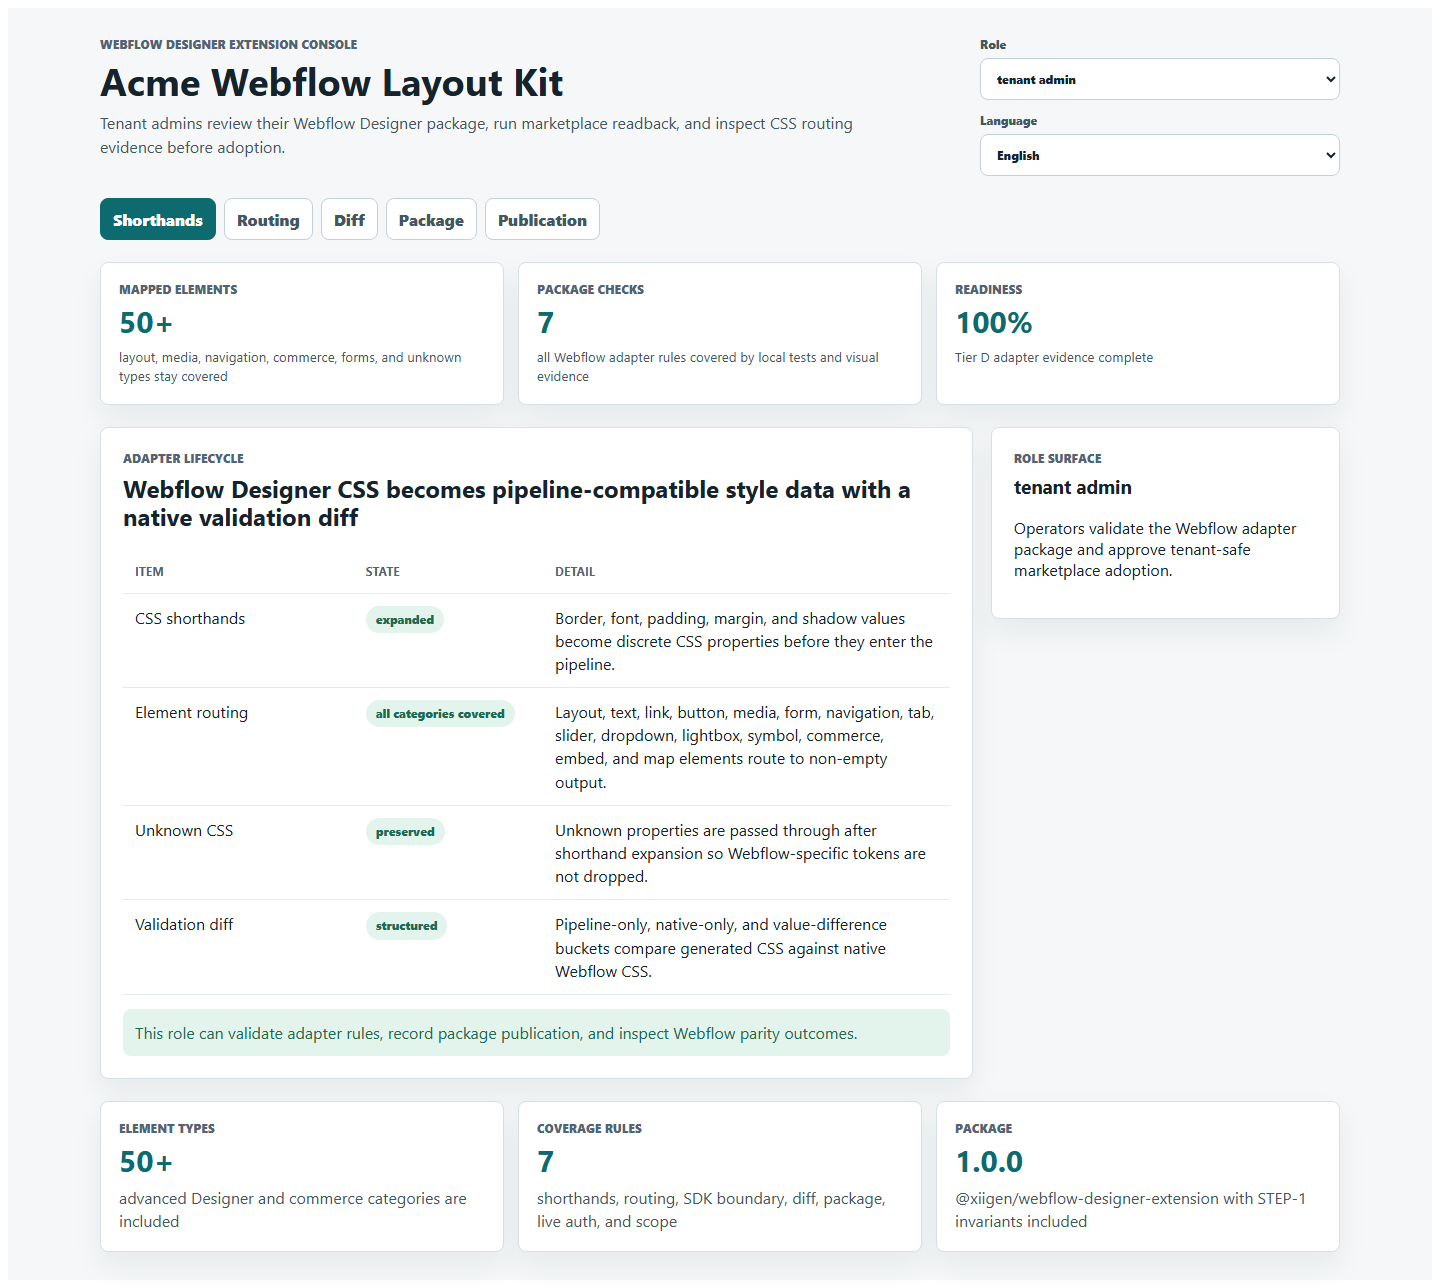 WEBFLOW DESIGNER EXTENSION CONSOLE
Acme Webflow Layout Kit
Tenant admins review their Webflow Designer package, run marketplace readback, and inspect CSS routing
evidence before adoption.
Role
tenant admin
Language
English
Shorthands
Routing
Diff
Package
Publication
MAPPED ELEMENTS
50+
layout, media, navigation, commerce, forms, and unknown
types stay covered
PACKAGE CHECKS
7
all Webflow adapter rules covered by local tests and visual
evidence
READINESS
100%
Tier D adapter evidence complete
ADAPTER LIFECYCLE
Webflow Designer CSS becomes pipeline-compatible style data with a
native validation diff
ITEM STATE DETAIL
CSS shorthands
expanded
Border, font, padding, margin, and shadow values
become discrete CSS properties before they enter the
pipeline.
Element routing
all categories covered
Layout, text, link, button, media, form, navigation, tab,
slider, dropdown, lightbox, symbol, commerce,
embed, and map elements route to non-empty
output.
Unknown CSS
preserved
Unknown properties are passed through after
shorthand expansion so Webflow-specific tokens are
not dropped.
Validation diff
structured
Pipeline-only, native-only, and value-difference
buckets compare generated CSS against native
Webflow CSS.
This role can validate adapter rules, record package publication, and inspect Webflow parity outcomes.
ROLE SURFACE
tenant admin
Operators validate the Webflow adapter
package and approve tenant-safe
marketplace adoption.
ELEMENT TYPES
50+
advanced Designer and commerce categories are
included
COVERAGE RULES
7
shorthands, routing, SDK boundary, diff, package,
live auth, and scope
PACKAGE
1.0.0
@xiigen/webflow-designer-extension with STEP-1
invariants included